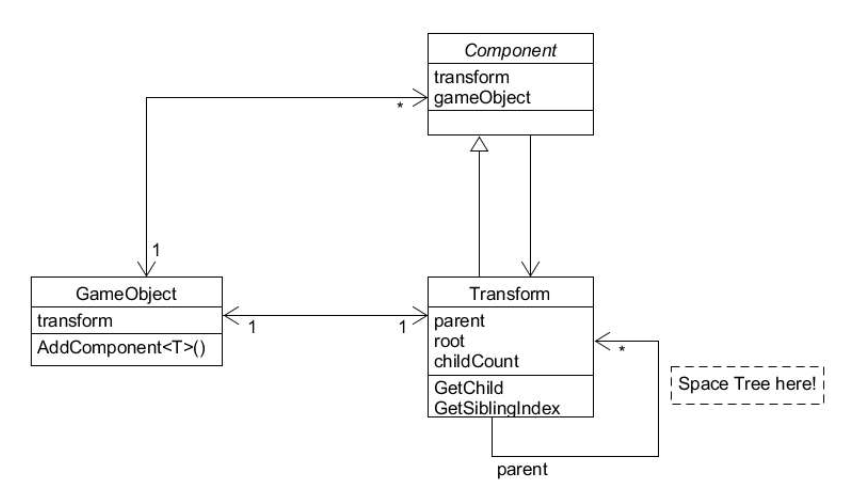 Component
transform
gameObject
*
1
GameObject
transform
AddComponent<T>()
1
1
Transform
parent
root
childCount
GetChild
GetSiblingIndex
*
Space Tree here!
parent